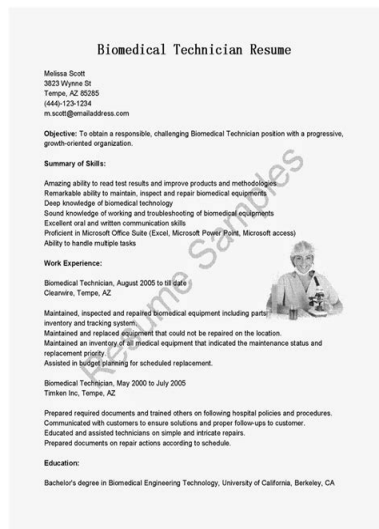 Biomedical Technician Resume
Melissa Scott
3823 Wynne St
Tempe, AZ 85285
(444)-123-1234
m.scott@emailaddress.com
Objective: To obtain a responsible, challenging Biomedical Technician position with a progressive,
growth-oriented organization.
Summary of Skills:
Amazing ability to read test results and improve products and methodologies
Remarkable ability to maintain, inspect and repair biomedical equipments
Deep knowledge of biomedical technology
Sound knowledge of working and troubleshooting of biomedical equipments
Excellent oral and written communication skills
Proficient in Microsoft Office Suite (Excel, Microsoft Power Point, Microsoft access)
Ability to handle multiple tasks
Work Experience:
Biomedical Technician, August 2005 to till date
Clearwire, Tempe, AZ
Maintained, inspected and repaired biomedical equipment including parts
inventory and tracking system.
Maintained and replaced equipment that could not be repaired on the location.
Maintained an inventory of all medical equipment that indicated the maintenance status and
replacement priority.
Assisted in budget planning for scheduled replacement.
Biomedical Technician, May 2000 to July 2005
Timken Inc, Tempe, AZ
Prepared required documents and trained others on following hospital policies and procedures.
Communicated with customers to ensure solutions and proper follow-ups to customer.
Educated and assisted technicians on simple and intricate repairs.
Prepared documents on repair actions according to schedule.
Education:
Bachelor's degree in Biomedical Engineering Technology, University of California, Berkeley, CA
Resume Samples